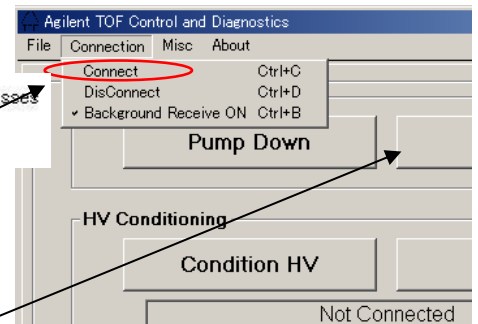 Agilent TOF Control and Diagnostics
File Connection Misc About
Connect Ctrl+C
DisConnect Ctrl+D
Background Receive ON Ctrl+B
sses
Pump Down
HV Conditioning
Condition HV
Not Connected